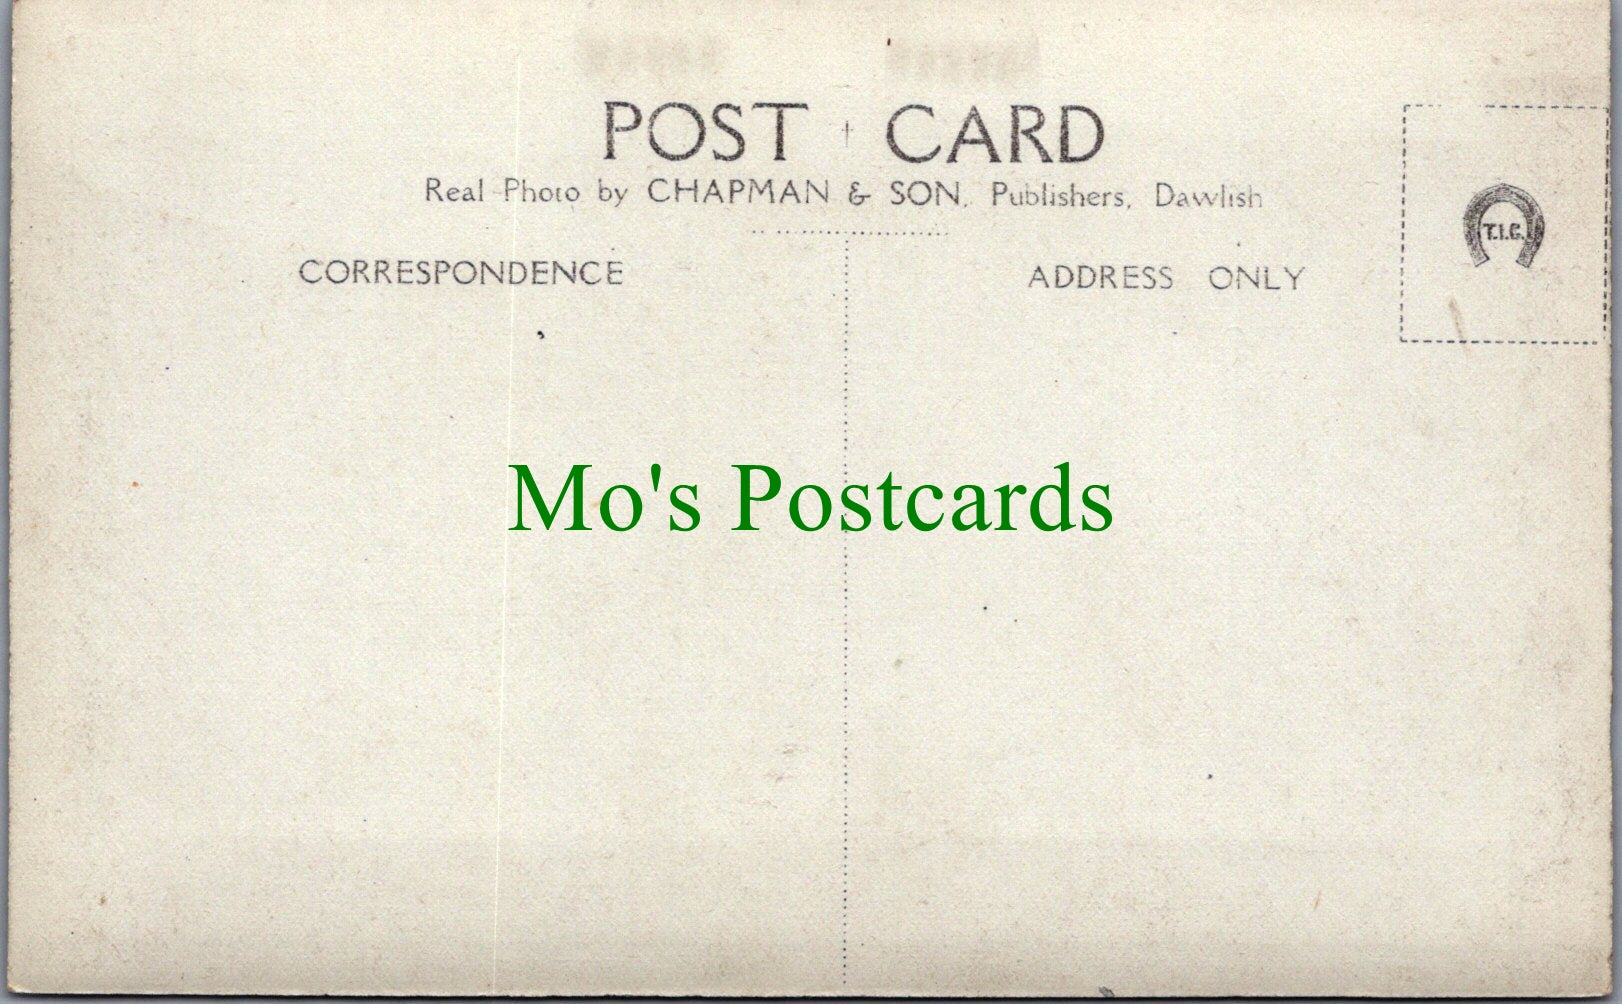 POST CARD
Real Photo by CHAPMAN & SON, Publishers, Dawlish
CORRESPONDENCE
ADDRESS ONLY
T.I.C.
Mo's Postcards